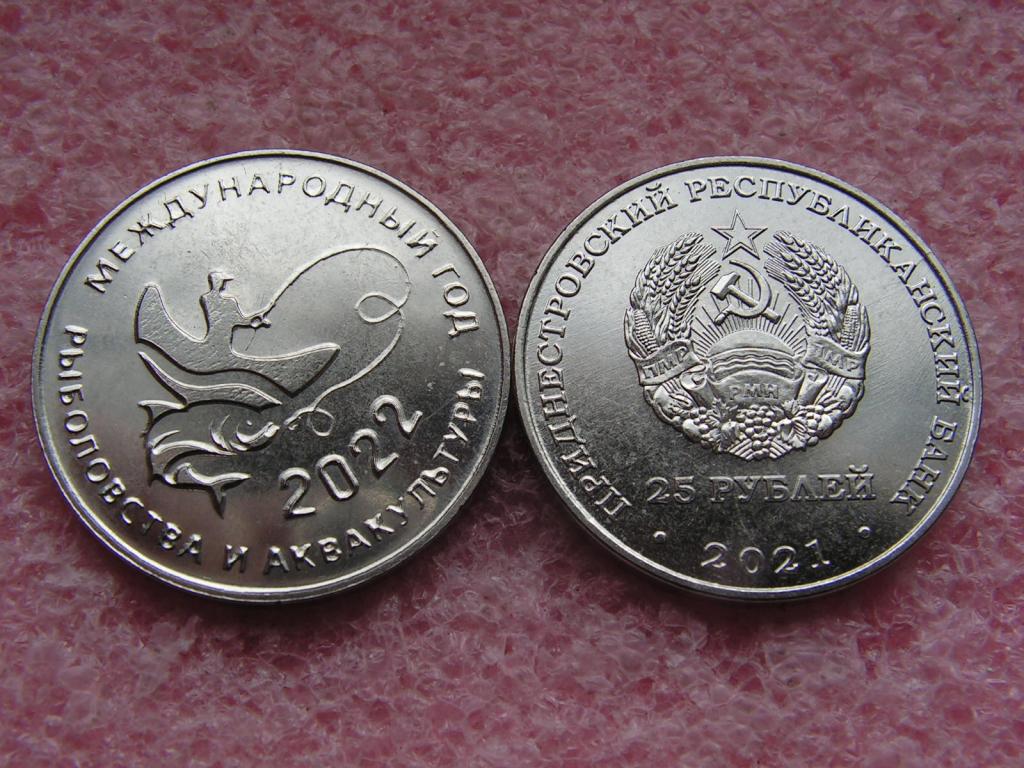 МЕЖДУНАРОДНЫЙ ГОД
РЫБОЛОВСТВА И АКВАКУЛЬТУРЫ
2022
ПРИДНЕСТРОВСКИЙ РЕСПУБЛИКАНСКИЙ БАНК
ПМР
ПМР
РМН
25 РУБЛЕЙ
· 2021 ·